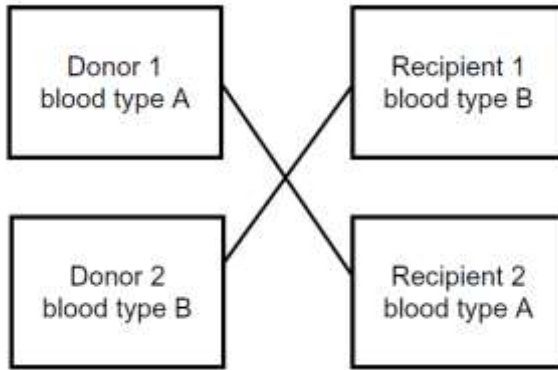 Donor 1
blood type A
Recipient 1
blood type B
Donor 2
blood type B
Recipient 2
blood type A